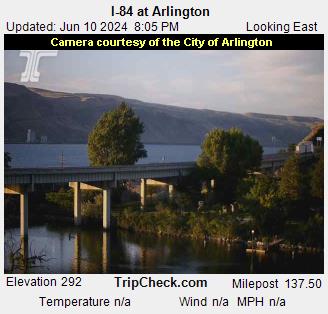 I-84 at Arlington
Updated: Jun 10 2024 8:05 PM Looking East
Camera courtesy of the City of Arlington
Elevation 292 TripCheck.com Milepost 137.50
Temperature n/a Wind n/a MPH n/a